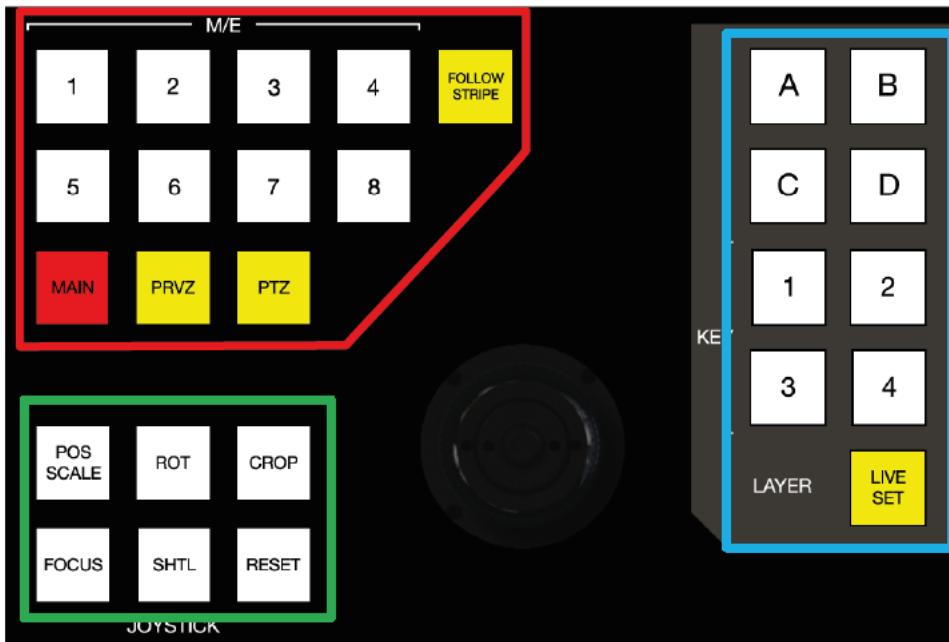 M/E
1 2 3 4 FOLLOW STRIPE
5 6 7 8
MAIN PRVZ PTZ
POS SCALE ROT CROP
FOCUS SHTL RESET
JOYSTICK
A B
C D
1 2
KEY
3 4
LAYER LIVE SET